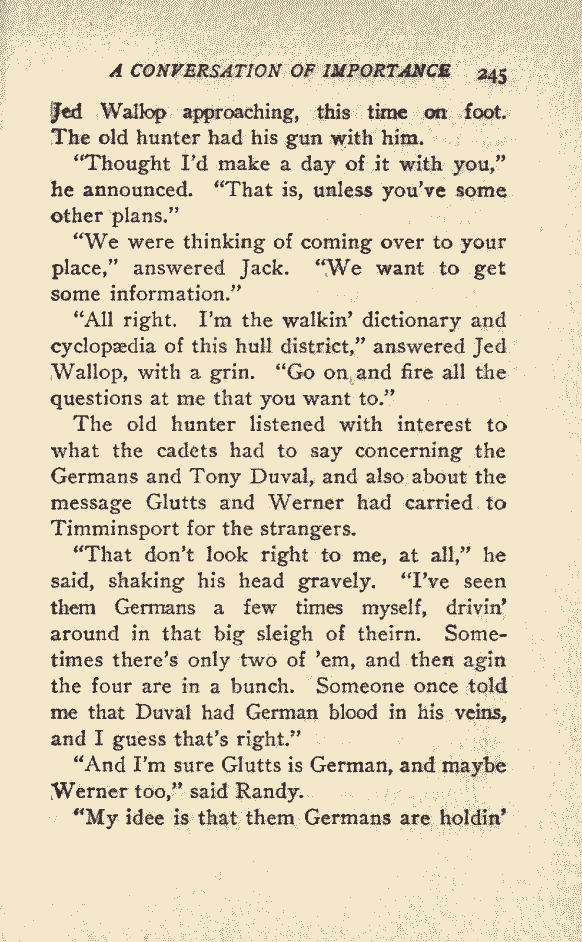 A CONVERSATION OF IMPORTANCE 245
Jed Wallop approaching, this time on foot.
The old hunter had his gun with him.
“Thought I’d make a day of it with you,”
he announced. “That is, unless you’ve some
other plans.”
“We were thinking of coming over to your
place,” answered Jack. “We want to get
some information.”
“All right. I’m the walkin’ dictionary and
cyclopædia of this hull district,” answered Jed
Wallop, with a grin. “Go on and fire all the
questions at me that you want to.”
The old hunter listened with interest to
what the cadets had to say concerning the
Germans and Tony Duval, and also about the
message Glutts and Werner had carried to
Timminsport for the strangers.
“That don’t look right to me, at all,” he
said, shaking his head gravely. “I’ve seen
them Germans a few times myself, drivin’
around in that big sleigh of theirn. Some-
times there’s only two of ’em, and then agin
the four are in a bunch. Someone once told
me that Duval had German blood in his veins,
and I guess that’s right.”
“And I’m sure Glutts is German, and maybe
Werner too,” said Randy.
“My idee is that them Germans are holdin’